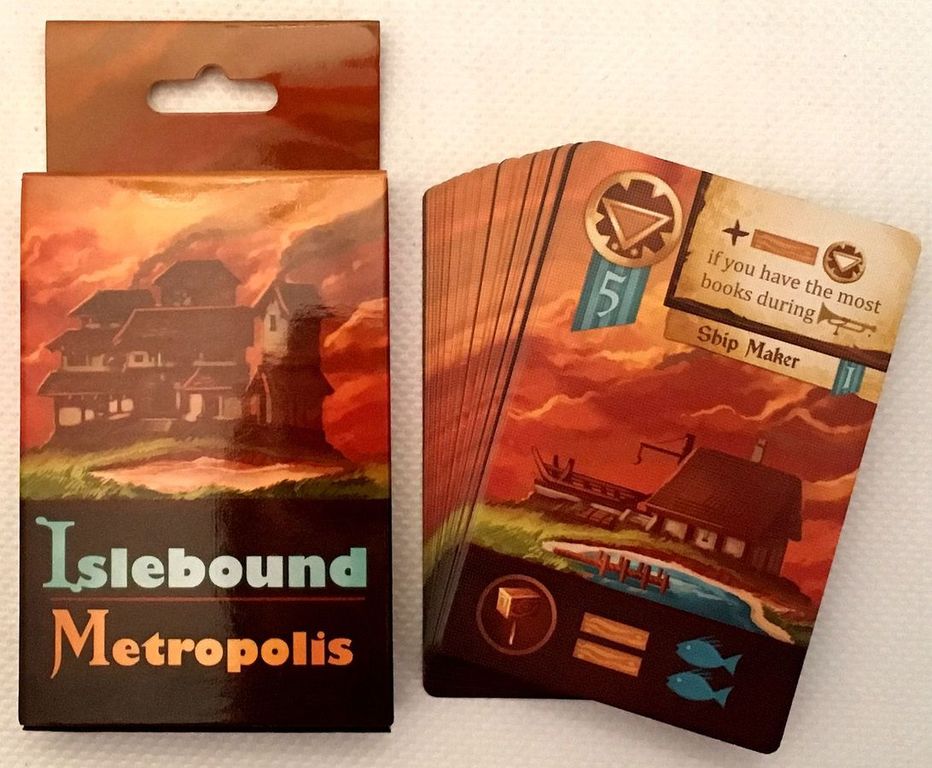 Islebound
Metropolis
5
if you have the most
books during
Ship Maker
1